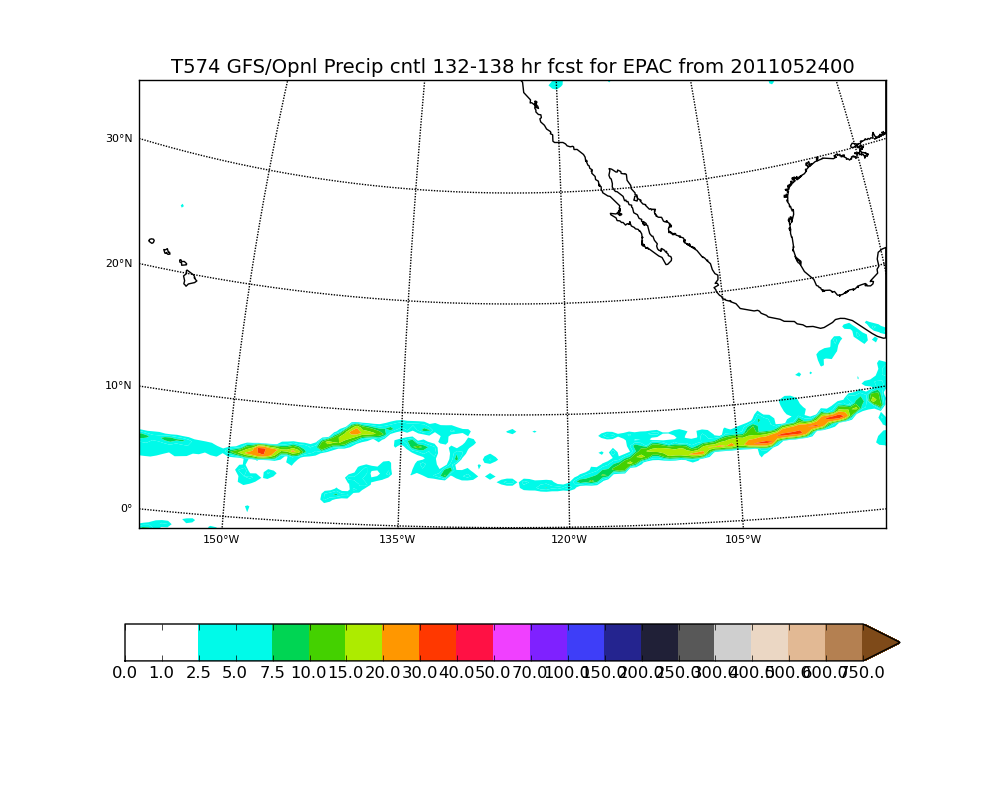 T574 GFS/Opnl Precip cntl 132-138 hr fcst for EPAC from 2011052400
30°N
20°N
10°N
0°
150°W 135°W 120°W 105°W
0.0 1.0 2.5 5.0 7.5 10.0 15.0 20.0 30.0 40.0 50.0 70.0 100.0 150.0 200.0 250.0 300.0 400.0 500.0 600.0 750.0